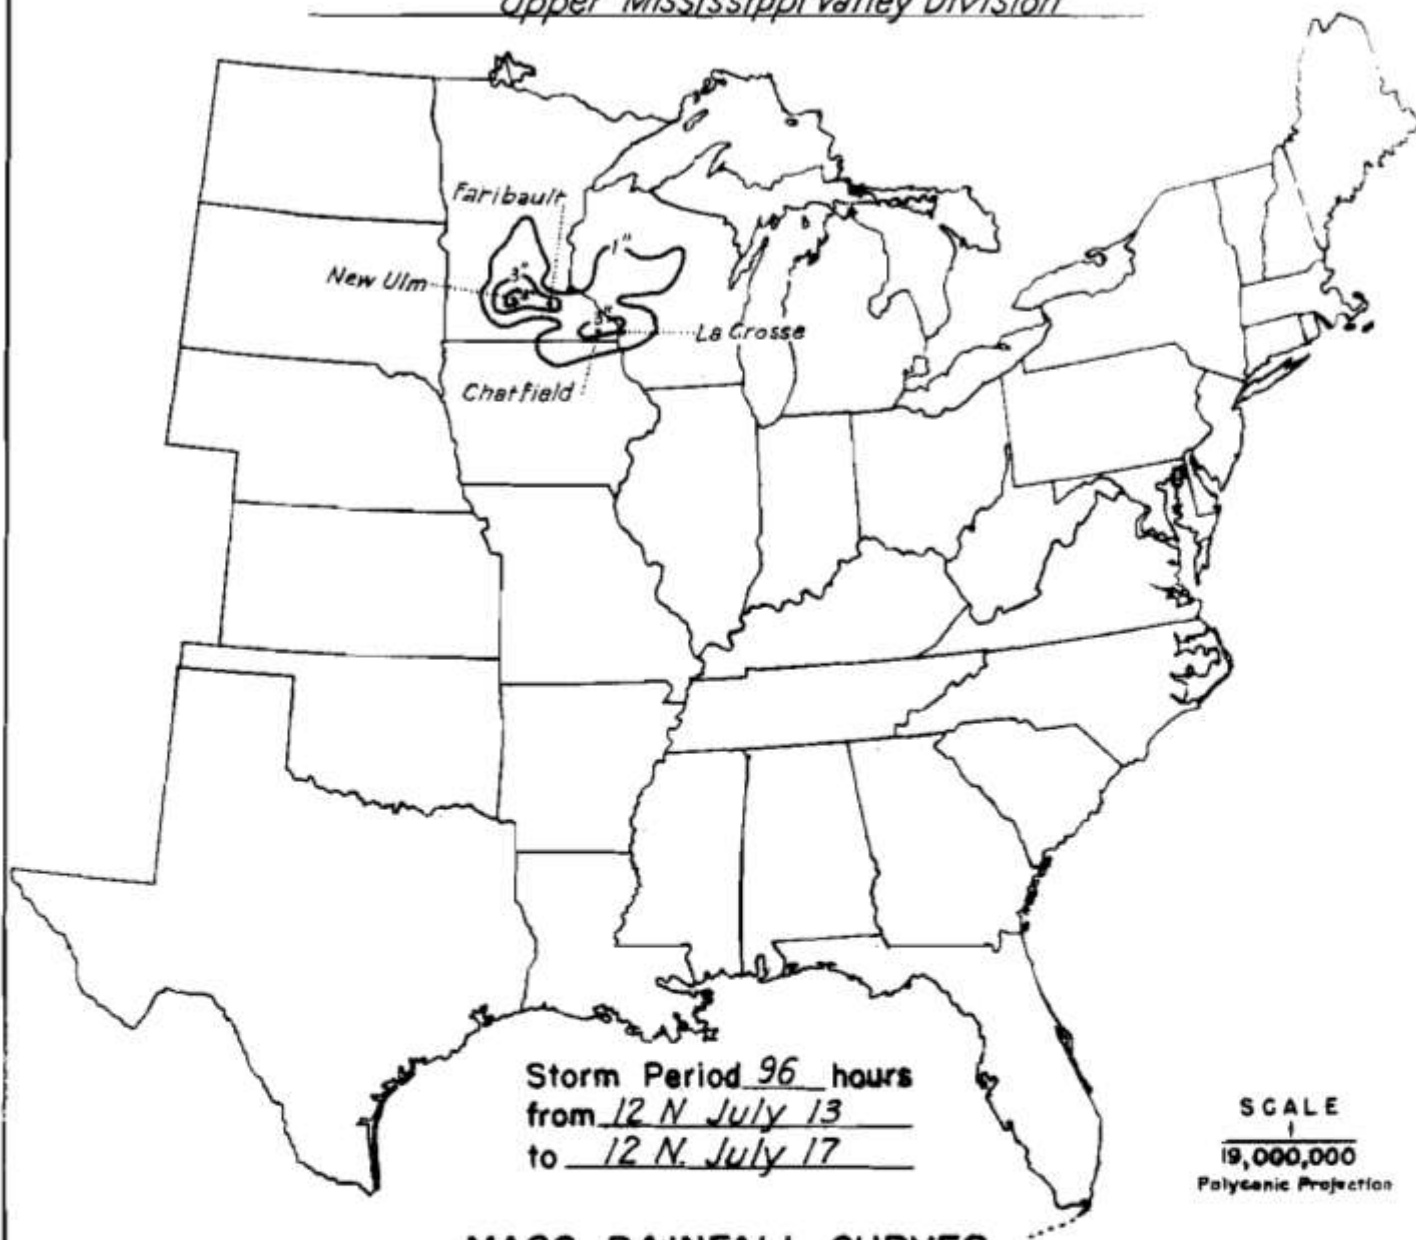 Upper Mississippi Valley Division
Faribault
1"
3"
New Ulm
3"
La Crosse
Chatfield
Storm Period 96 hours
from 12 N July 13
to 12 N. July 17
SCALE
1
19,000,000
Polyconic Projection
MASS RAINFALL CURVES